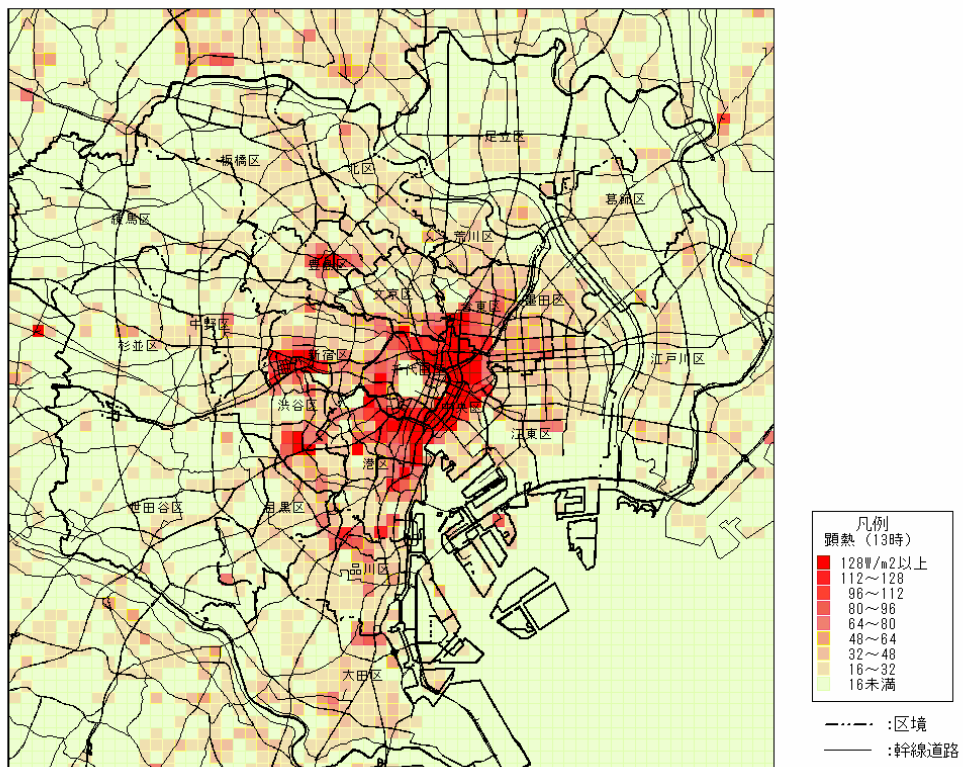 足立区
板橋区
北区
葛飾区
練馬区
荒川区
豊島区
文京区
台東区
墨田区
中野区
杉並区
新宿区
江戸川区
千代田区
渋谷区
中央区
江東区
港区
世田谷区
目黒区
品川区
大田区
凡例
顕熱（13時）
128W/m2以上
112～128
96～112
80～96
64～80
48～64
32～48
16～32
16未満
:区境
:幹線道路